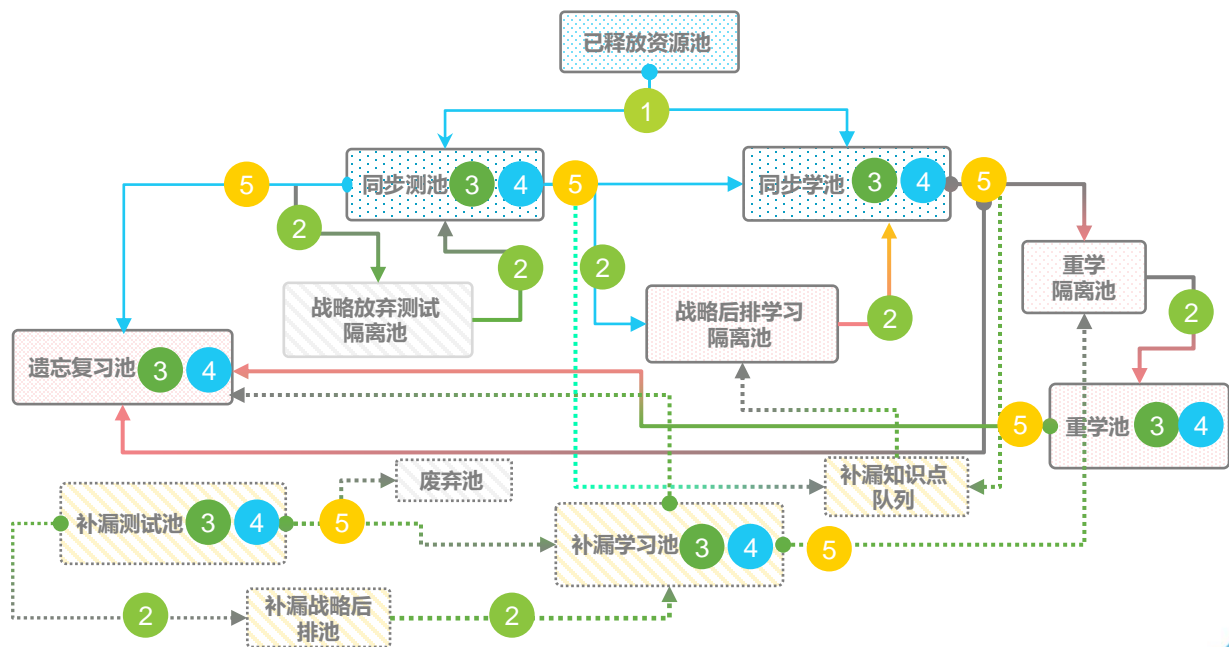 已释放资源池
1
同步测池 3 4
5
5
同步学池 3 4
5
2
2
2
战略放弃测试
隔离池
战略后排学习
隔离池
2
重学
隔离池
2
遗忘复习池 3 4
5
重学池 3 4
废弃池
补漏知识点
队列
补漏测试池 3 4
5
补漏学习池 3 4
5
2
补漏战略后
排池
2